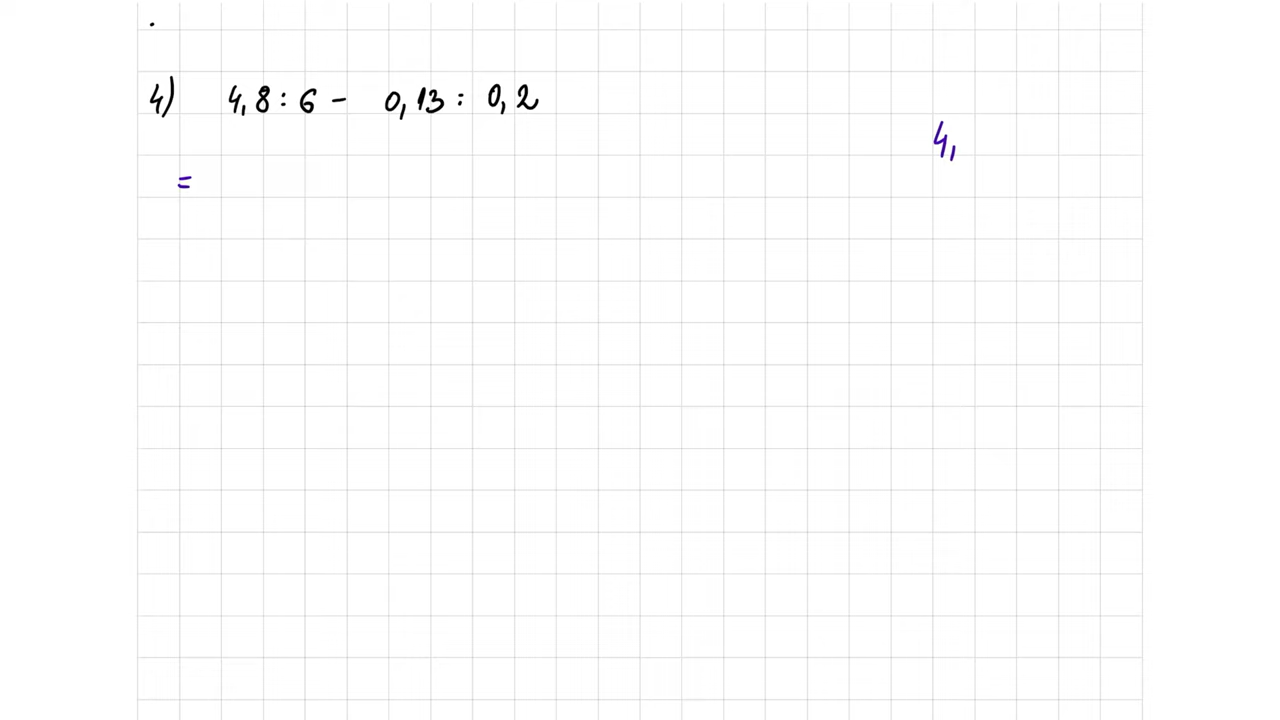 4) 4,8 : 6 - 0,13 : 0,2
4,
=